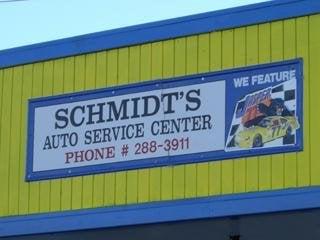 SCHMIDT'S
AUTO SERVICE CENTER
PHONE # 288-3911
WE FEATURE